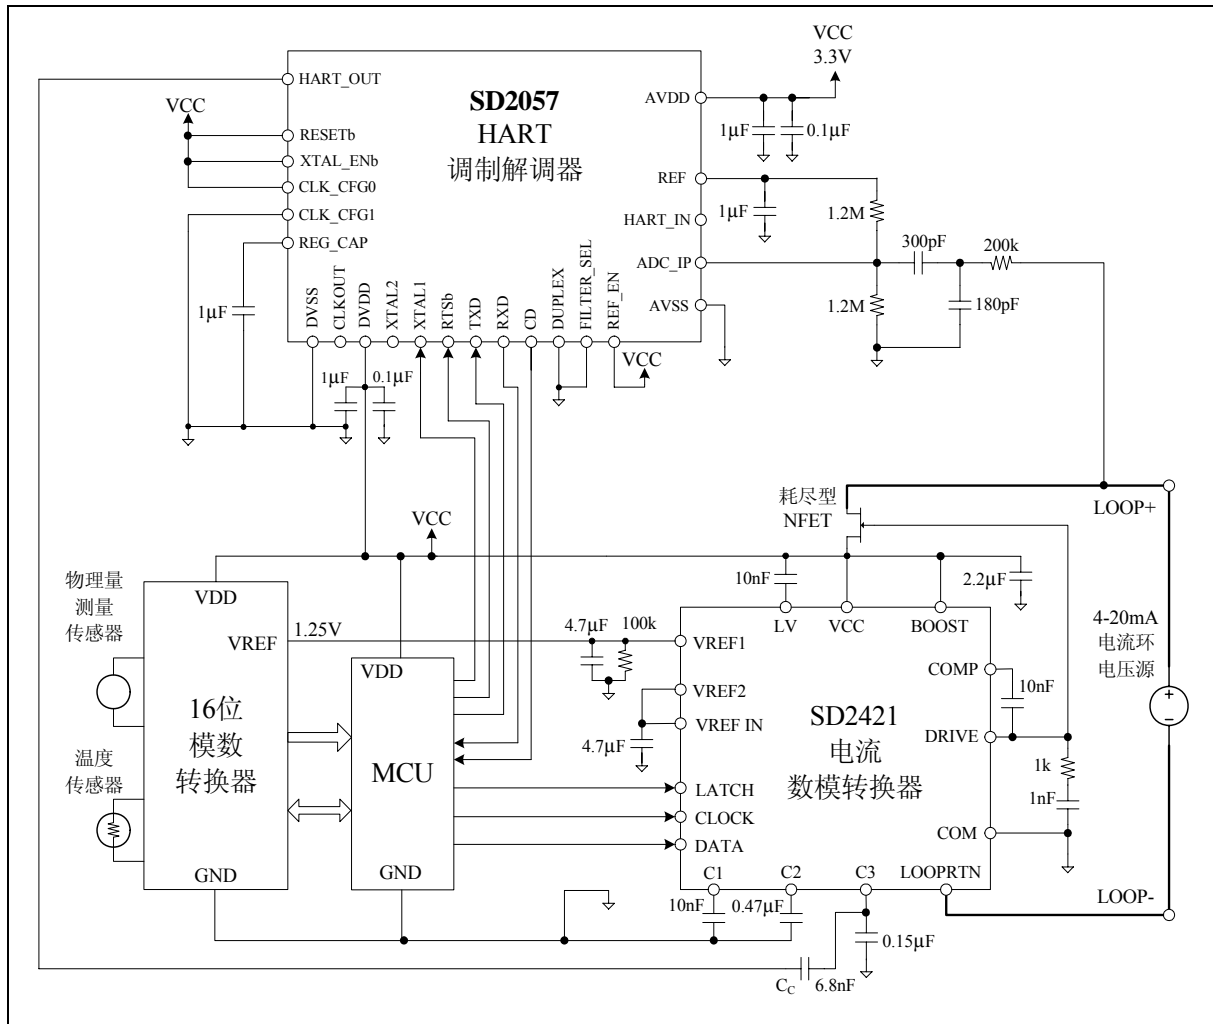 HART_OUT
VCC
RESETb
XTAL_ENb
CLK_CFG0
CLK_CFG1
REG_CAP
1μF
SD2057
HART
调制解调器
AVDD
REF
HART_IN
ADC_IP
AVSS
DVSS
CLKOUT
DVDD
XTAL2
XTAL1
RTSb
TXD
RXD
CD
DUPLEX
FILTER_SEL
REF_EN
VCC
VCC
3.3V
1μF
0.1μF
1μF
1.2M
300pF
200k
1.2M
180pF
1μF
0.1μF
耗尽型
NFET
LOOP+
VCC
物理量
测量
传感器
VDD
VREF
1.25V
16位
模数
转换器
温度
传感器
GND
VDD
MCU
GND
4.7μF
100k
4.7μF
10nF
2.2μF
LV
VCC
BOOST
VREF1
VREF2
VREF IN
LATCH
CLOCK
DATA
SD2421
电流
数模转换器
COMP
DRIVE
COM
C1
C2
C3
LOOPRTN
10nF
1k
1nF
4-20mA
电流环
电压源
LOOP-
10nF
0.47μF
0.15μF
CC
6.8nF